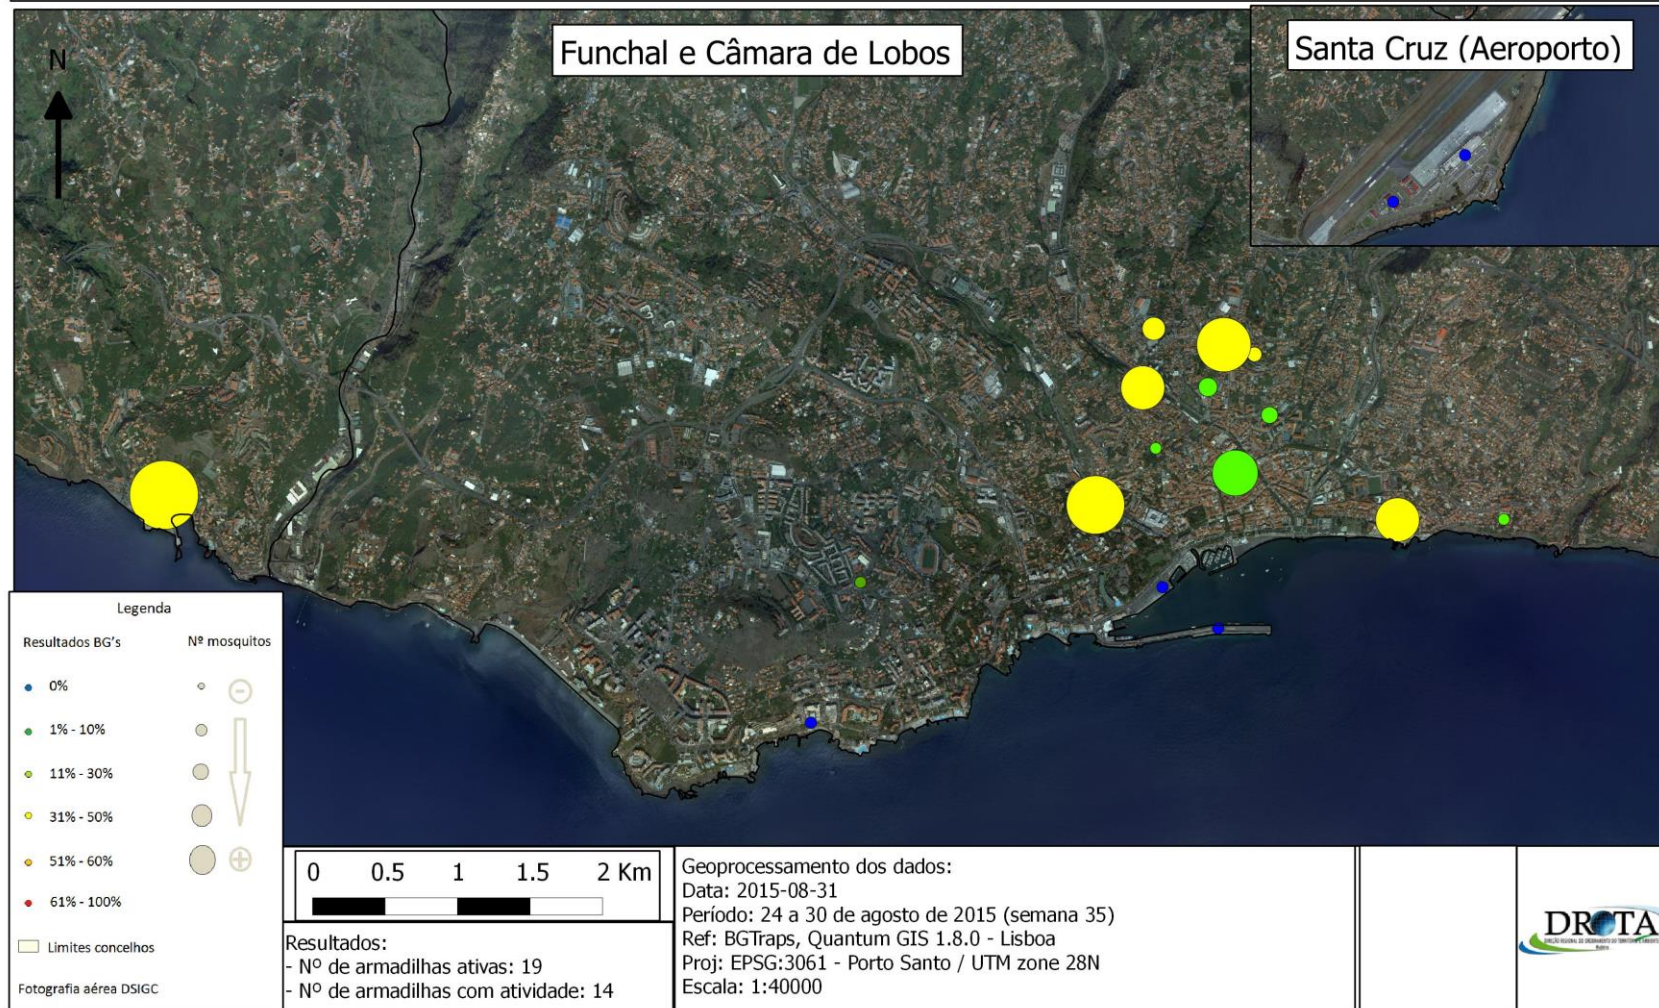 Funchal e Câmara de Lobos
Santa Cruz (Aeroporto)
N
Legenda
Resultados BG's
Nº mosquitos
0%
1% - 10%
11% - 30%
31% - 50%
51% - 60%
61% - 100%
Limites concelhos
Fotografia aérea DSIGC
0 0.5 1 1.5 2 Km
Resultados:
- Nº de armadilhas ativas: 19
- Nº de armadilhas com atividade: 14
Geoprocessamento dos dados:
Data: 2015-08-31
Período: 24 a 30 de agosto de 2015 (semana 35)
Ref: BGTraps, Quantum GIS 1.8.0 - Lisboa
Proj: EPSG:3061 - Porto Santo / UTM zone 28N
Escala: 1:40000
DROTA